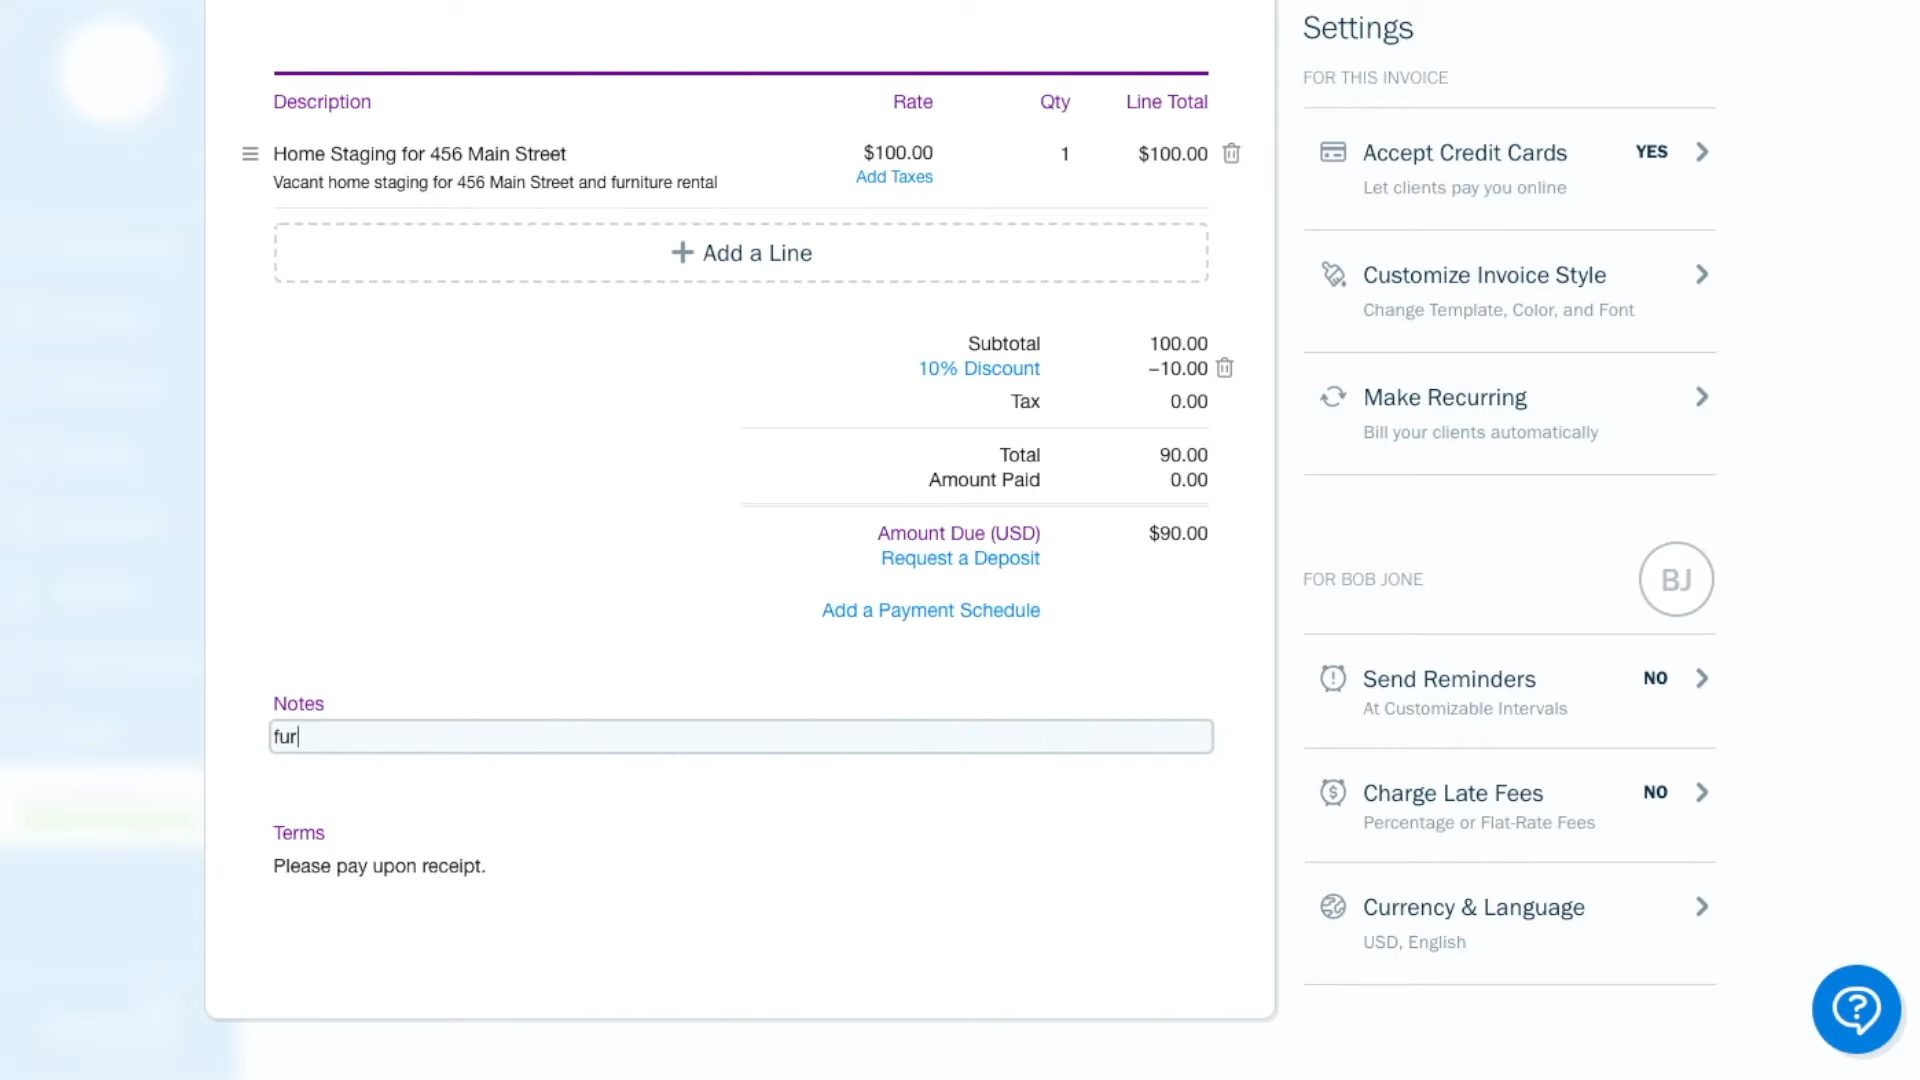 Settings
FOR THIS INVOICE
Description Rate Qty Line Total
Home Staging for 456 Main Street $100.00 1 $100.00
Vacant home staging for 456 Main Street and furniture rental Add Taxes
Add a Line
Subtotal 100.00
10% Discount –10.00
Tax 0.00
Total 90.00
Amount Paid 0.00
Amount Due (USD) $90.00
Request a Deposit
Add a Payment Schedule
Notes
fur
Terms
Please pay upon receipt.
Accept Credit Cards YES
Let clients pay you online
Customize Invoice Style
Change Template, Color, and Font
Make Recurring
Bill your clients automatically
FOR BOB JONE BJ
Send Reminders NO
At Customizable Intervals
Charge Late Fees NO
Percentage or Flat-Rate Fees
Currency & Language
USD, English